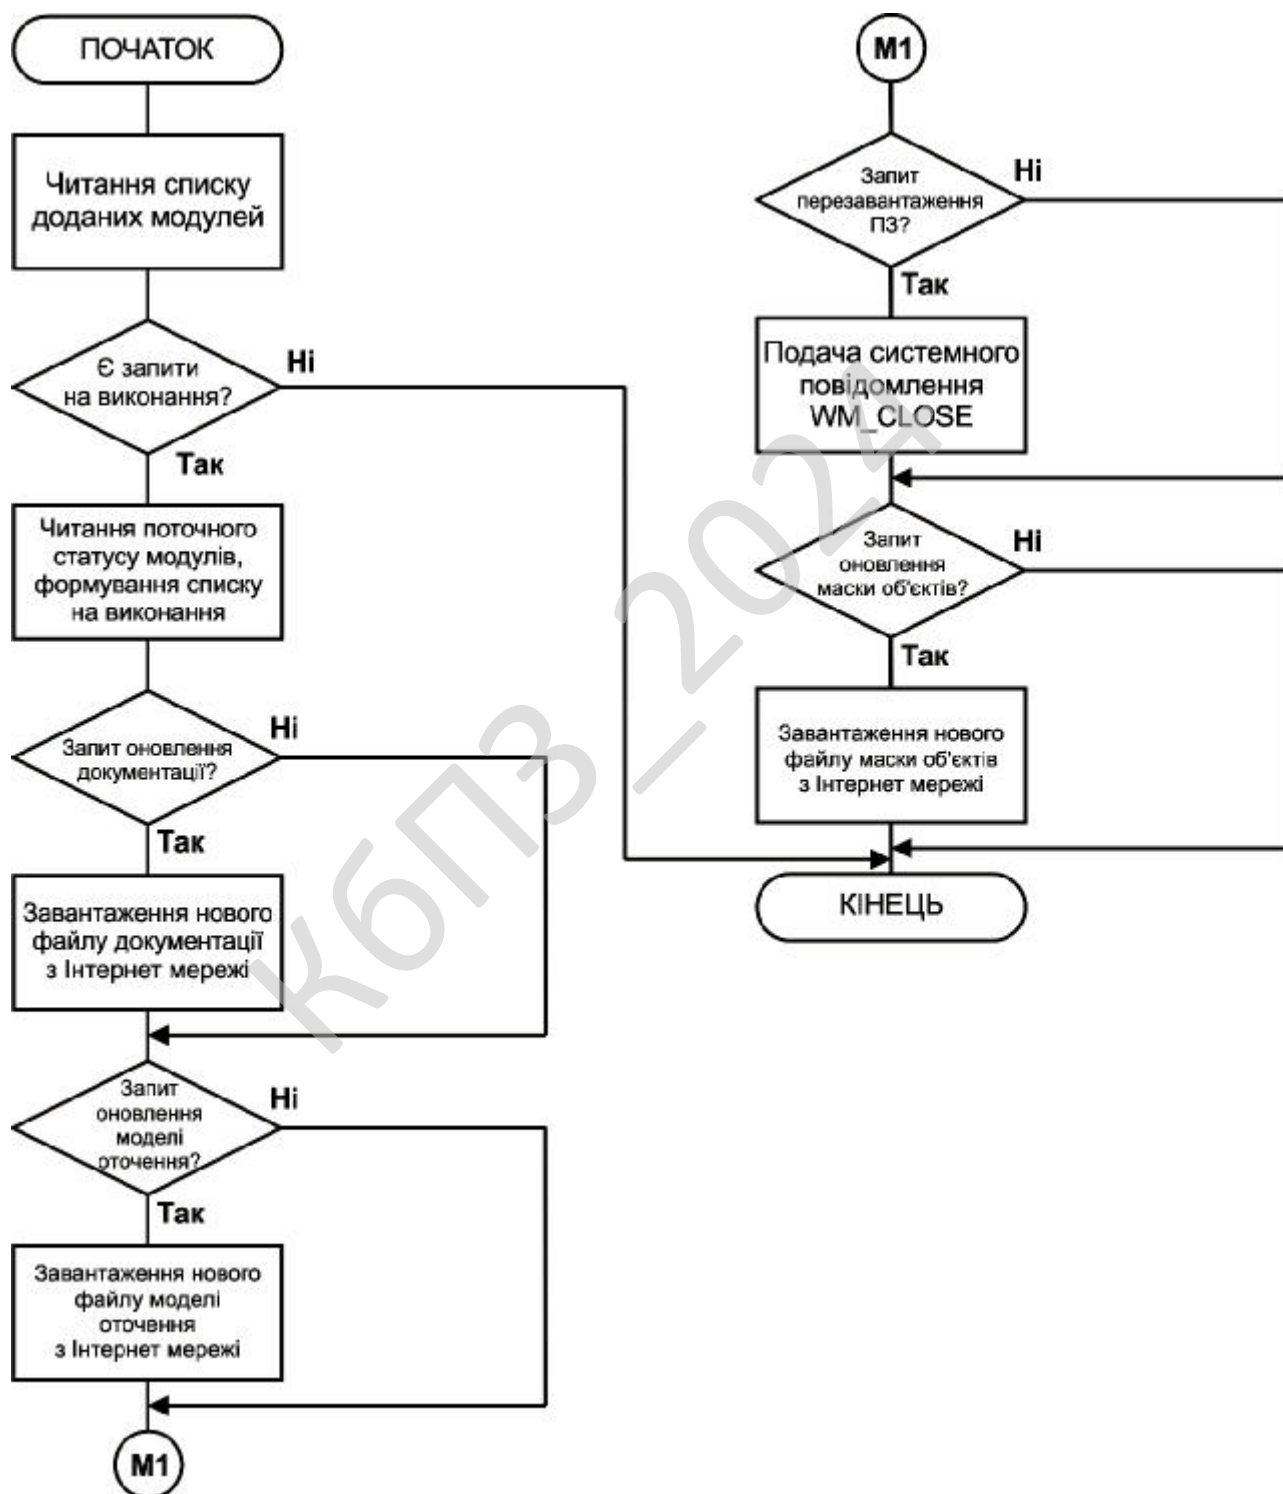 ПОЧАТОК
Читання списку
доданих модулей
Є запити
на виконання?
Ні
Так
Читання поточного
статусу модулів,
формування списку
на виконання
Запит оновлення
документації?
Ні
Так
Завантаження нового
файлу документації
з Інтернет мережі
Запит
оновлення
моделі
оточення?
Ні
Так
Завантаження нового
файлу моделі
оточення
з Інтернет мережі
М1
М1
Запит
перезавантаження
ПЗ?
Ні
Так
Подача системного
повідомлення
WM_CLOSE
Запит
оновлення
маски об'єктів?
Ні
Так
Завантаження нового
файлу маски об'єктів
з Інтернет мережі
КІНЕЦЬ
КбПЗ_2024